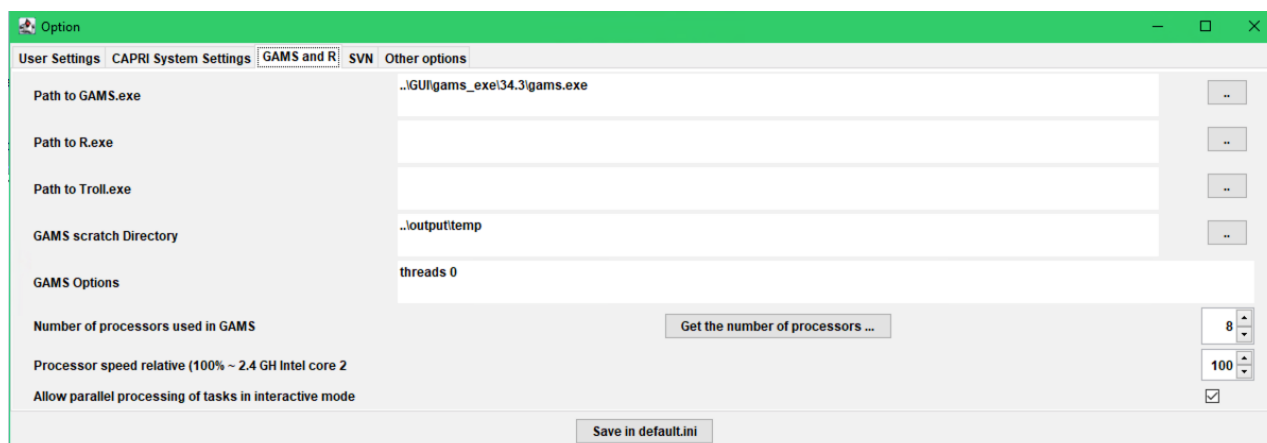 Option
User Settings CAPRI System Settings GAMS and R SVN Other options
Path to GAMS.exe ..\GUI\gams_exe\34.3\gams.exe ..
Path to R.exe ..
Path to Troll.exe ..
GAMS scratch Directory ..\output\temp ..
GAMS Options threads 0
Number of processors used in GAMS Get the number of processors ... 8
Processor speed relative (100% ~ 2.4 GH Intel core 2 100
Allow parallel processing of tasks in interactive mode
Save in default.ini